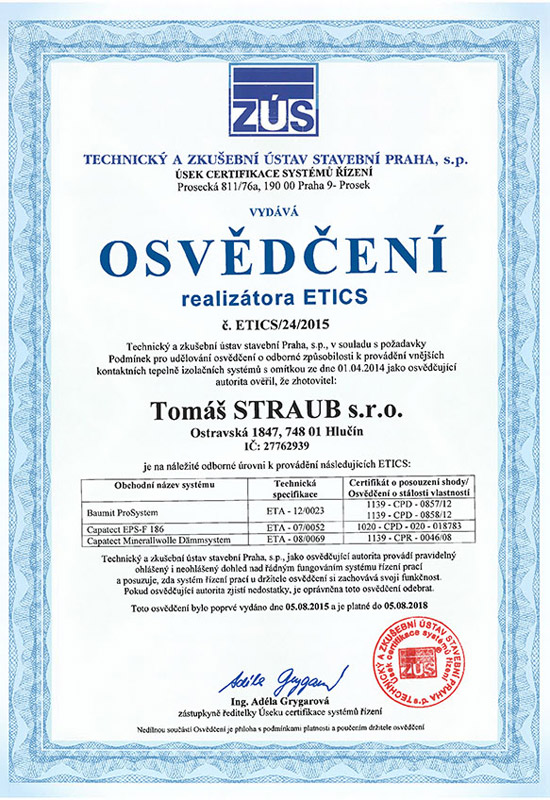 ZÚS
TECHNICKÝ A ZKUŠEBNÍ ÚSTAV STAVEBNÍ PRAHA, s.p.
ÚSEK CERTIFIKACE SYSTÉMŮ ŘÍZENÍ
Prosecká 811/76a, 190 00 Praha 9- Prosek
VYDÁVÁ
OSVĚDČENÍ
realizátora ETICS
č. ETICS/24/2015
Technický a zkušební ústav stavební Praha, s.p., v souladu s požadavky
Podmínek pro udělování osvědčení o odborné způsobilosti k provádění vnějších
kontaktních tepelně izolačních systémů s omítkou ze dne 01.04.2014 jako osvědčující
autorita ověřil, že zhotovitel:
Tomáš STRAUB s.r.o.
Ostravská 1847, 748 01 Hlučín
IČ: 27762939
je na náležité odborné úrovni k provádění následujících ETICS:
Obchodní název systému Technická specifikace Certifikát o posouzení shody/ Osvědčení o stálosti vlastností
Baumit ProSystem ETA - 12/0023 1139 - CPD - 0857/12
1139 - CPD - 0858/12
Capatect EPS-F 186 ETA - 07/0052 1020 - CPD - 020 - 018783
Capatect Minerallwolle Dämmsystem ETA - 08/0069 1139 - CPR - 0046/08
Technický a zkušební ústav stavební Praha, s.p., jako osvědčující autorita provádí pravidelný
ohlášený i neohlášený dohled nad řádným fungováním systému řízení prací
a posuzuje, zda systém řízení prací u držitele osvědčení si zachovává svoji funkčnost.
Pokud osvědčující autorita zjistí nedostatky, je oprávněna toto osvědčení odebrat.
Toto osvědčení bylo poprvé vydáno dne 05.08.2015 a je platné do 05.08.2018
TECHNICKÝ A ZKUŠEBNÍ ÚSTAV STAVEBNÍ PRAHA s.p.
Úsek certifikace systémů řízení
ZÚS
Adéla Grygarová
Ing. Adéla Grygarová
zástupkyně ředitelky Úseku certifikace systémů řízení
Nedílnou součástí Osvědčení je příloha s podmínkami platnosti a poučením držitele osvědčení